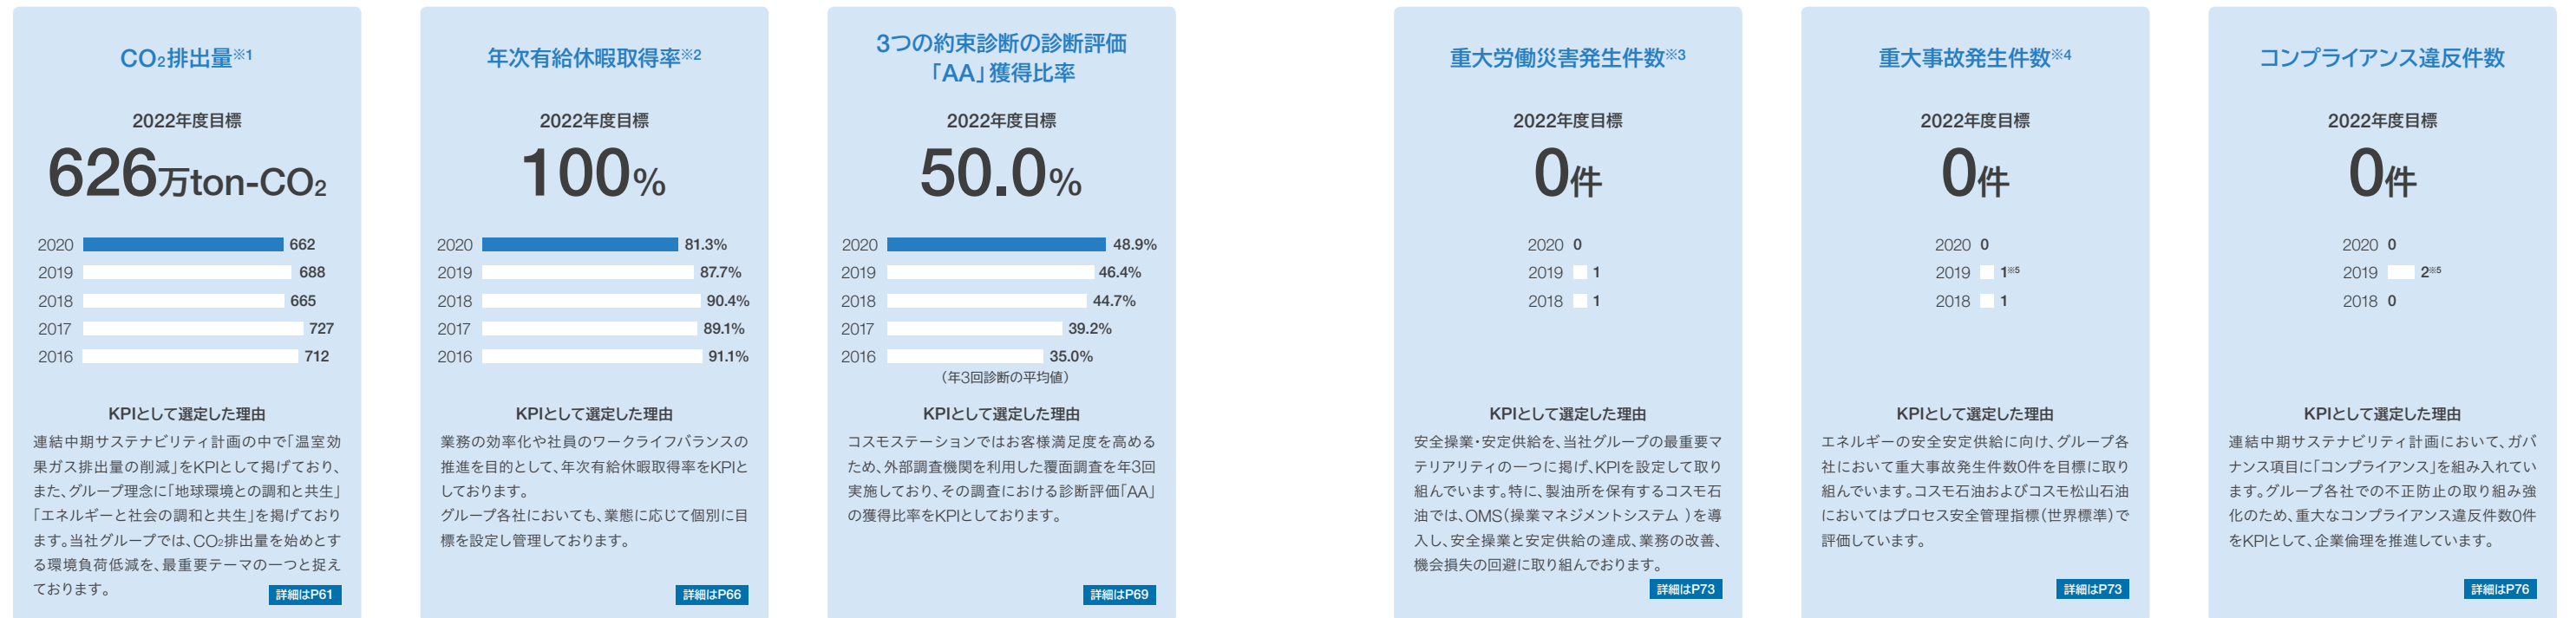 CO₂排出量※1
2022年度目標
626万ton-CO₂
2020 662
2019 688
2018 665
2017 727
2016 712
KPIとして選定した理由
連結中期サステナビリティ計画の中で「温室効
果ガス排出量の削減」をKPIとして掲げており、
また、グループ理念に「地球環境との調和と共生」
「エネルギーと社会の調和と共生」を掲げており
ます。当社グループでは、CO₂排出量を始めとす
る環境負荷低減を、最重要テーマの一つと捉え
ております。
詳細はP61
年次有給休暇取得率※2
2022年度目標
100%
2020 81.3%
2019 87.7%
2018 90.4%
2017 89.1%
2016 91.1%
KPIとして選定した理由
業務の効率化や社員のワークライフバランスの
推進を目的として、年次有給休暇取得率をKPIと
しております。
グループ各社においても、業態に応じて個別に目
標を設定し管理しております。
詳細はP66
3つの約束診断の診断評価
「AA」獲得比率
2022年度目標
50.0%
2020 48.9%
2019 46.4%
2018 44.7%
2017 39.2%
2016 35.0%
（年3回診断の平均値）
KPIとして選定した理由
コスモステーションではお客様満足度を高める
ため、外部調査機関を利用した覆面調査を年3回
実施しており、その調査における診断評価「AA」
の獲得比率をKPIとしております。
詳細はP69
重大労働災害発生件数※3
2022年度目標
0件
2020 0
2019 1
2018 1
KPIとして選定した理由
安全操業・安定供給を、当社グループの最重要マ
テリアリティの一つに掲げ、KPIを設定して取り
組んでいます。特に、製油所を保有するコスモ石
油では、OMS（操業マネジメントシステム ）を導
入し、安全操業と安定供給の達成、業務の改善、
機会損失の回避に取り組んでおります。
詳細はP73
重大事故発生件数※4
2022年度目標
0件
2020 0
2019 1※5
2018 1
KPIとして選定した理由
エネルギーの安全安定供給に向け、グループ各
社において重大事故発生件数0件を目標に取り
組んでいます。コスモ石油およびコスモ松山石油
においてはプロセス安全管理指標（世界標準）で
評価しています。
詳細はP73
コンプライアンス違反件数
2022年度目標
0件
2020 0
2019 2※5
2018 0
KPIとして選定した理由
連結中期サステナビリティ計画において、ガバ
ナンス項目に「コンプライアンス」を組み入れてい
ます。グループ各社での不正防止の取り組み強
化のため、重大なコンプライアンス違反件数0件
をKPIとして、企業倫理を推進しています。
詳細はP76